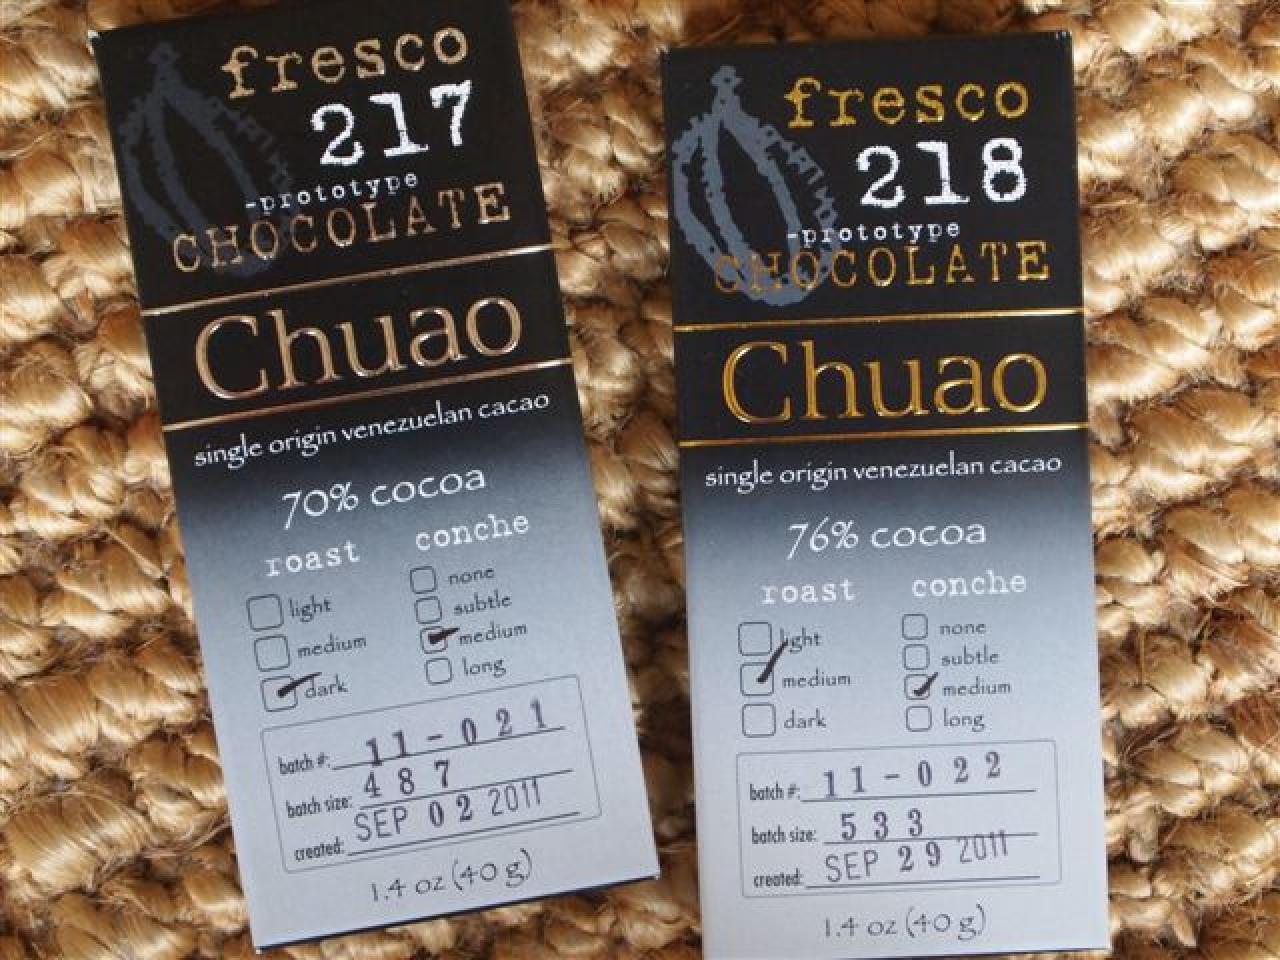 fresco
217
-prototype
CHOCOLATE
Chuao
single origin venezuelan cacao
70% cocoa
roast conche
light none
medium subtle
dark medium
long
batch #: 11-021
batch size: 487
created: SEP 02 2011
1.4 oz (40 g)
fresco
218
-prototype
CHOCOLATE
Chuao
single origin venezuelan cacao
76% cocoa
roast conche
light none
medium subtle
dark medium
long
batch #: 11-022
batch size: 533
created: SEP 29 2011
1.4 oz (40 g)